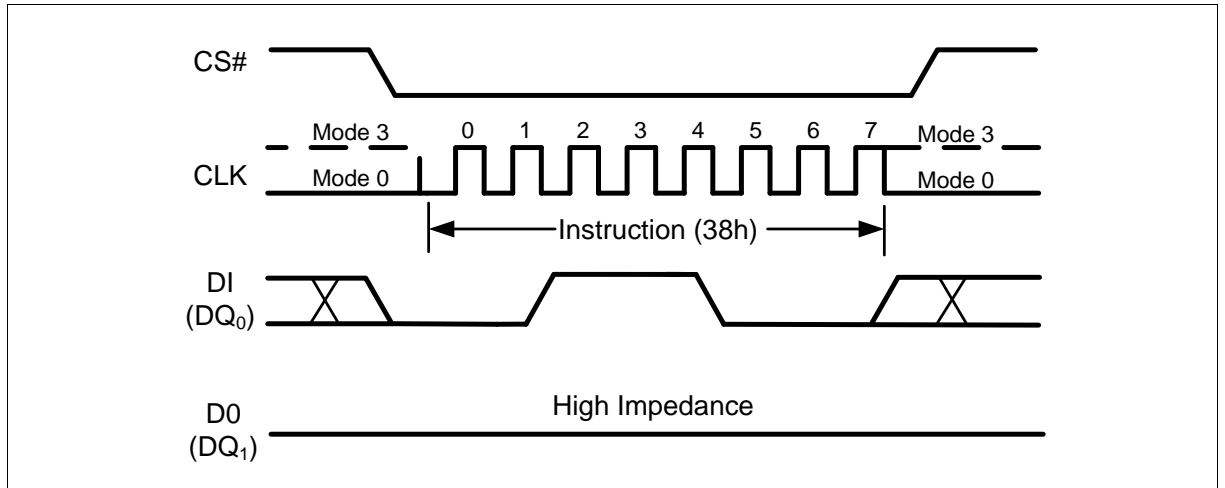 CS#
Mode 3 0 1 2 3 4 5 6 7 Mode 3
CLK Mode 0 Mode 0
Instruction (38h)
DI
(DQ0)
High Impedance
D0
(DQ1)